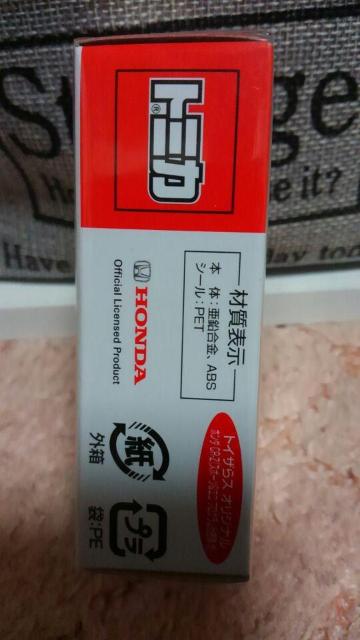 トミカ
®
材質表示
本 体:亜鉛合金、ABS
シール:PET
HONDA
Official Licensed Product
トイザらス オリジナル
紙
外箱
プラ
袋:PE
Have
it?